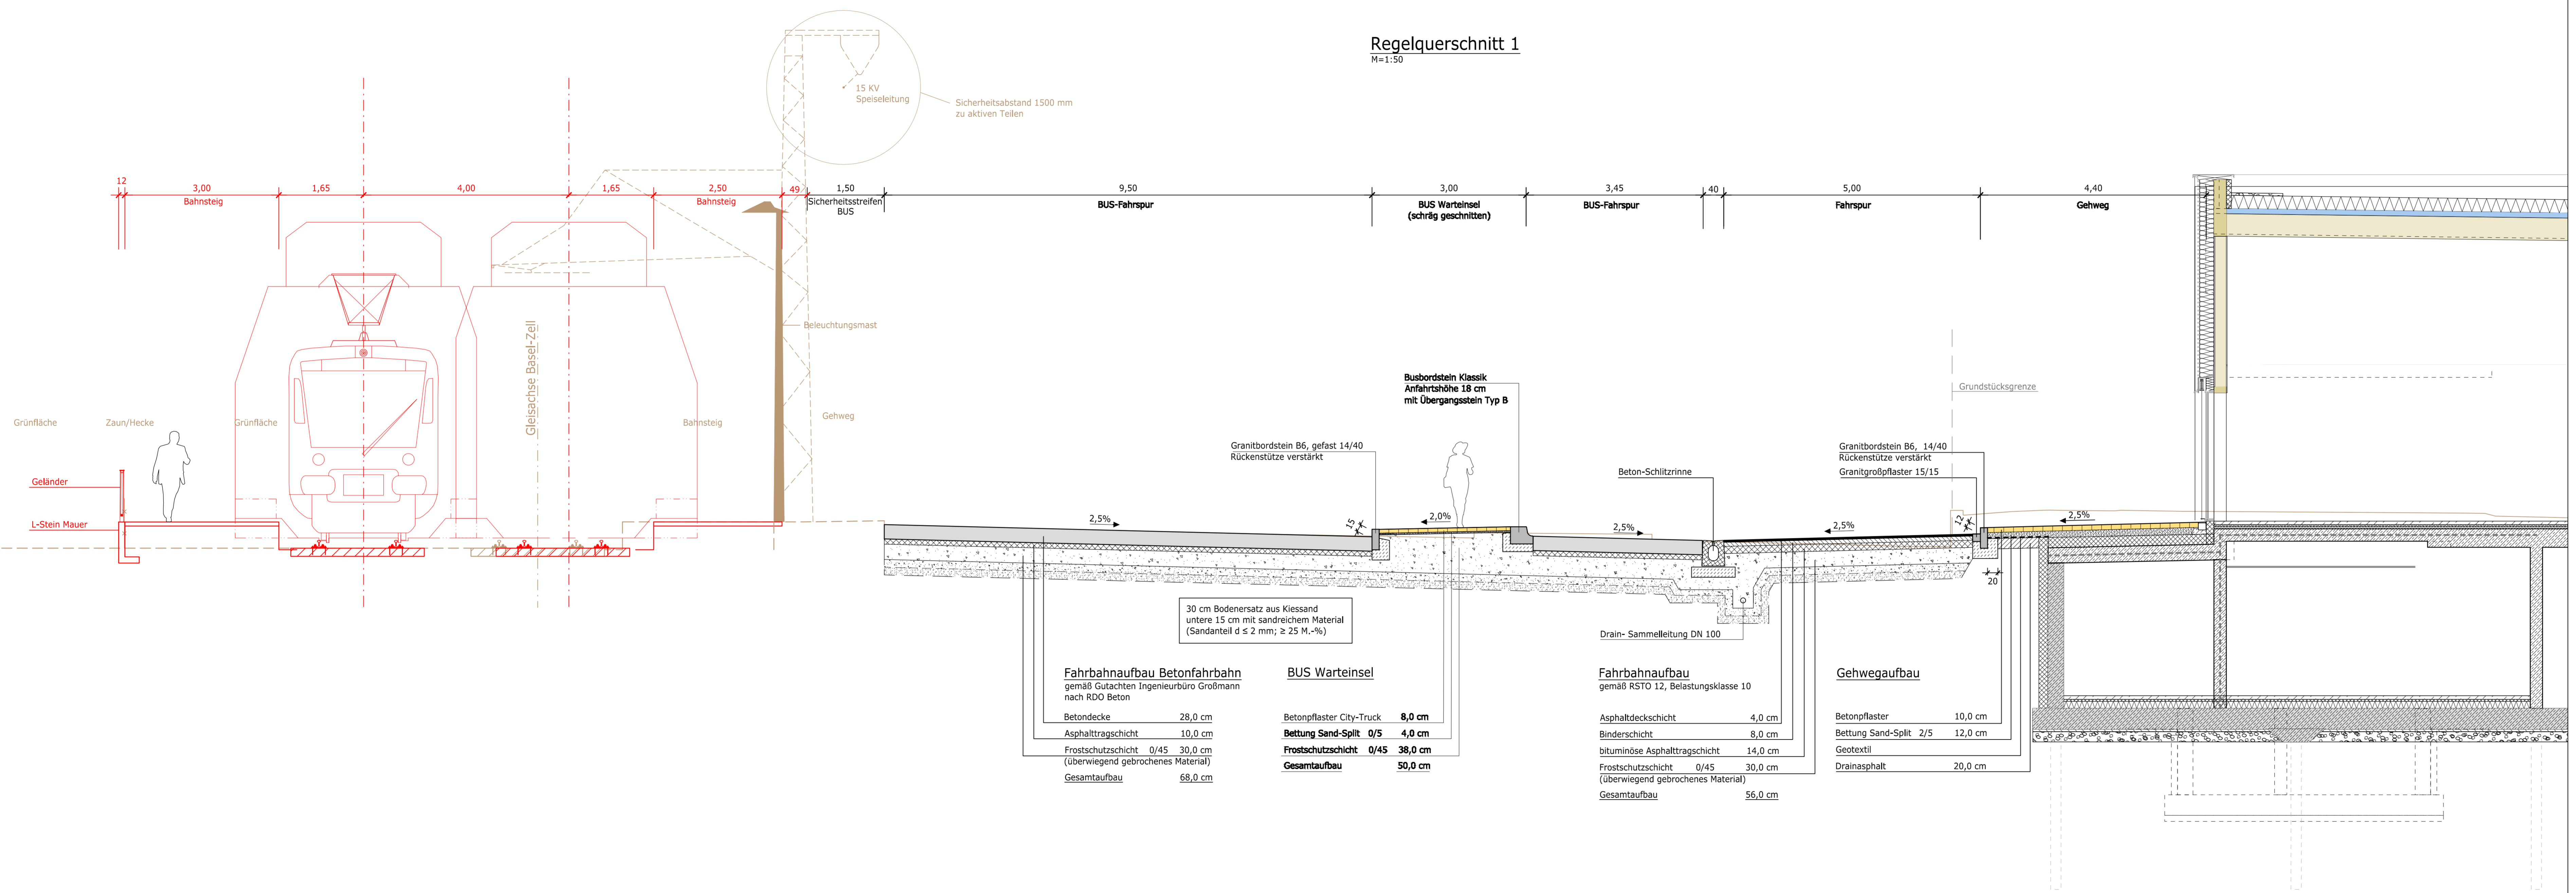 Regelquerschnitt 1
M=1:50
15 KV
Speiseleitung
Sicherheitsabstand 1500 mm
zu aktiven Teilen
12
3,00
Bahnsteig
1,65
4,00
1,65
2,50
Bahnsteig
49
1,50
Sicherheitsstreifen
BUS
9,50
BUS-Fahrspur
3,00
BUS Warteinsel
(schräg geschnitten)
3,45
BUS-Fahrspur
40
5,00
Fahrspur
4,40
Gehweg
Gleisachse Basel-Zell
Beleuchtungsmast
Grünfläche
Zaun/Hecke
Grünfläche
Bahnsteig
Gehweg
Geländer
L-Stein Mauer
Busbordstein Klassik
Anfahrtshöhe 18 cm
mit Übergangsstein Typ B
Grundstücksgrenze
Granitbordstein B6, gefast 14/40
Rückenstütze verstärkt
Beton-Schlitzrinne
Granitbordstein B6, 14/40
Rückenstütze verstärkt
Granitgroßpflaster 15/15
2,5%
15
2,0%
2,5%
2,5%
12
2,5%
20
30 cm Bodenersatz aus Kiessand
untere 15 cm mit sandreichem Material
(Sandanteil d ≤ 2 mm; ≥ 25 M.-%)
Drain- Sammelleitung DN 100
Fahrbahnaufbau Betonfahrbahn
gemäß Gutachten Ingenieurbüro Großmann
nach RDO Beton
Betondecke 28,0 cm
Asphalttragschicht 10,0 cm
Frostschutzschicht 0/45 30,0 cm
(überwiegend gebrochenes Material)
Gesamtaufbau 68,0 cm
BUS Warteinsel
Betonpflaster City-Truck 8,0 cm
Bettung Sand-Split 0/5 4,0 cm
Frostschutzschicht 0/45 38,0 cm
Gesamtaufbau 50,0 cm
Fahrbahnaufbau
gemäß RSTO 12, Belastungsklasse 10
Asphaltdeckschicht 4,0 cm
Binderschicht 8,0 cm
bituminöse Asphalttragschicht 14,0 cm
Frostschutzschicht 0/45 30,0 cm
(überwiegend gebrochenes Material)
Gesamtaufbau 56,0 cm
Gehwegaufbau
Betonpflaster 10,0 cm
Bettung Sand-Split 2/5 12,0 cm
Geotextil
Drainasphalt 20,0 cm